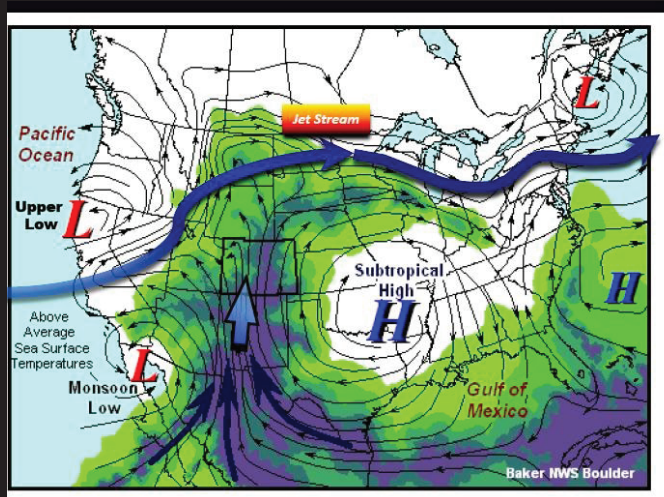 Jet Stream
L
Pacific
Ocean
Upper
Low
L
Subtropical
High
H
H
Above
Average
Sea Surface
Temperatures
L
Monsoon
Low
Gulf of
Mexico
Baker NWS Boulder